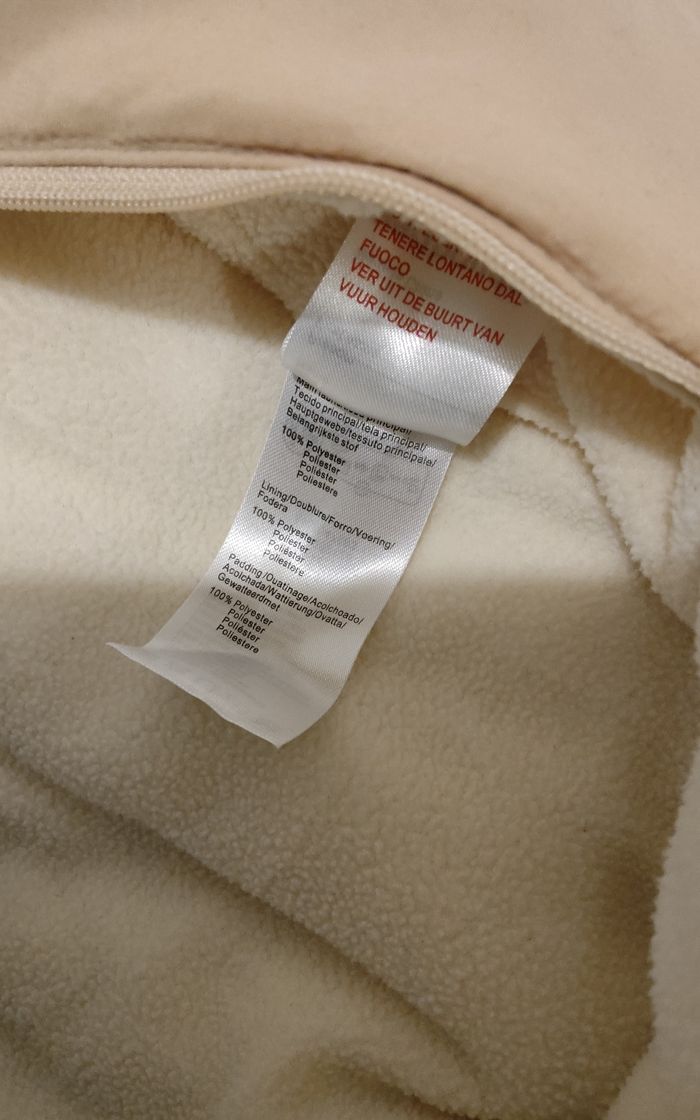 TENERE LONTANO DAL
FUOCO
VER UIT DE BUURT VAN
VUUR HOUDEN
Tecido principal/tela principal/
Hauptgewebe/tessuto principale/
Belangrijkste stof
100% Polyester
Polyester
Poliéster
Poliestere
Lining/Doublure/Forro/Voering/
Fodera
100% Polyester
Polyester
Poliéster
Poliestere
Padding /Ouatinage/Acolchoado/
Acolchada/Wattierung/Ovatta/
Gewatteerdmet
100% Polyester
Polyester
Poliéster
Poliestere